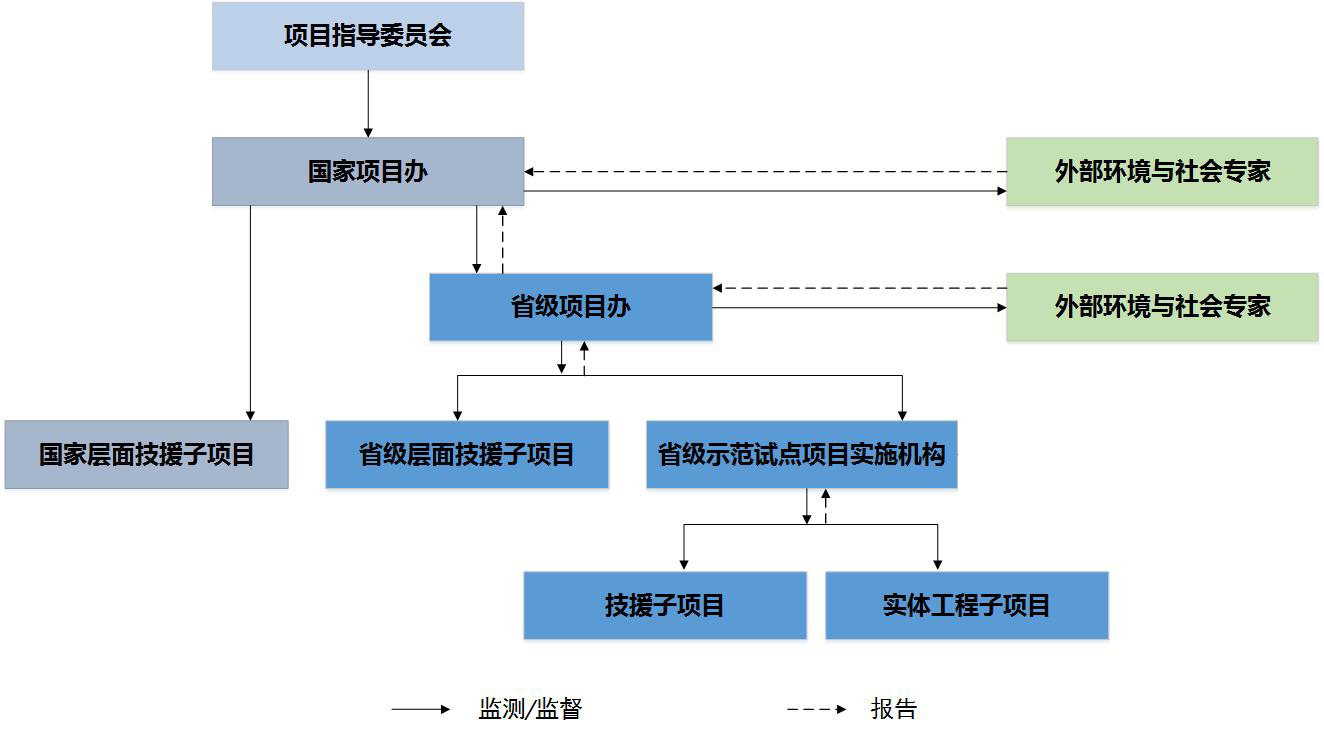 项目指导委员会
国家项目办
外部环境与社会专家
省级项目办
外部环境与社会专家
国家层面技援子项目
省级层面技援子项目
省级示范试点项目实施机构
技援子项目
实体工程子项目
监测/监督
报告